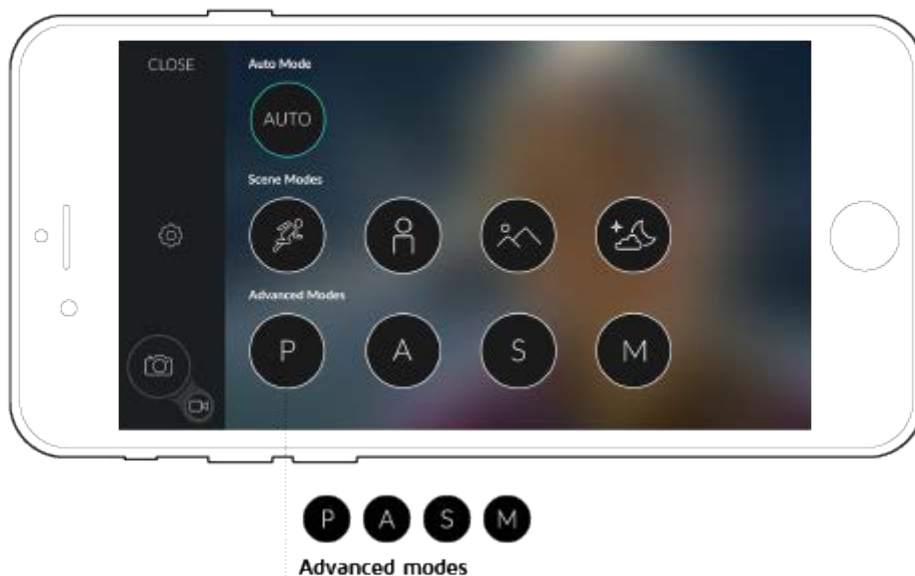 CLOSE
Auto Mode
AUTO
Scene Modes
Advanced Modes
P A S M
P A S M
Advanced modes